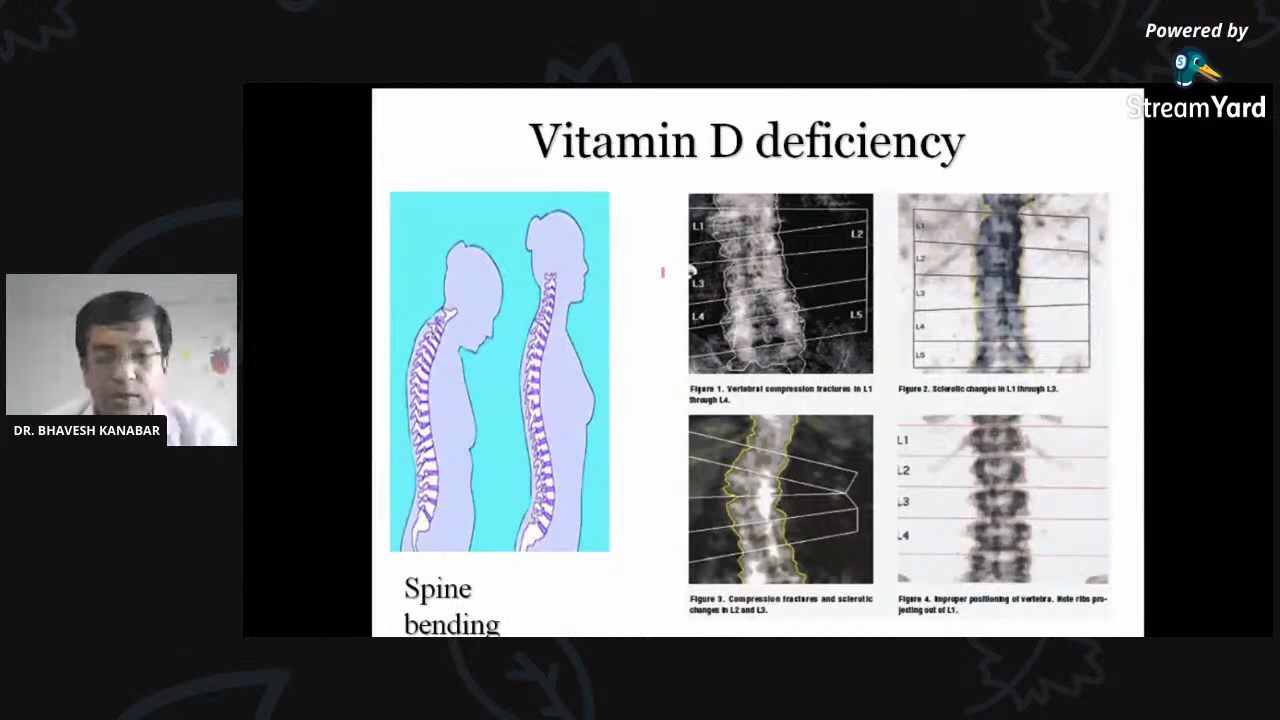 Powered by
StreamYard
Vitamin D deficiency
L1
L2
L3
L4
L5
Figure 1. Vertebral compression fractures in L1
through L4.
L1
L2
L3
L4
L5
Figure 2. Sclerotic changes in L1 through L3.
Figure 3. Compression fractures and sclerotic
changes in L2 and L3.
L1
L2
L3
L4
Figure 4. Improper positioning of vertebra. Note ribs pro-
jecting out of L1.
Spine
bending
DR. BHAVESH KANABAR